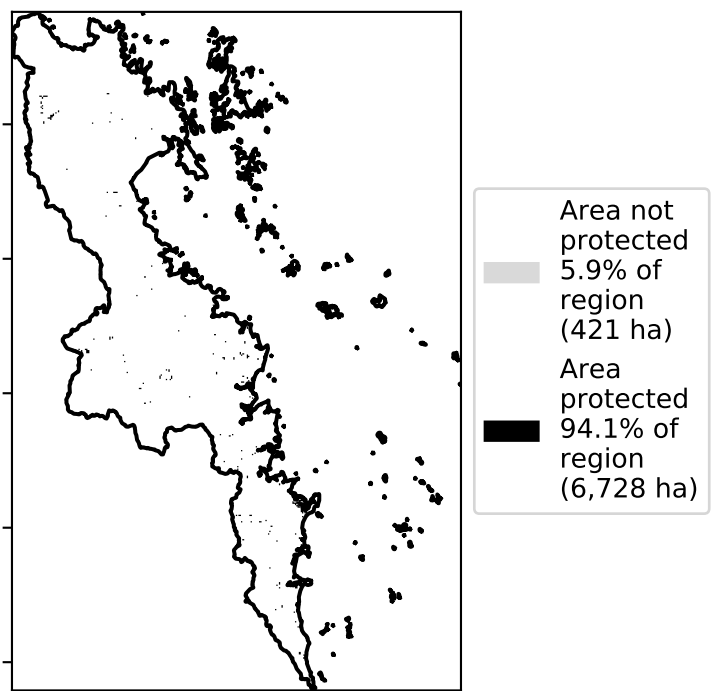 Area not
protected
5.9% of
region
(421 ha)
Area
protected
94.1% of
region
(6,728 ha)